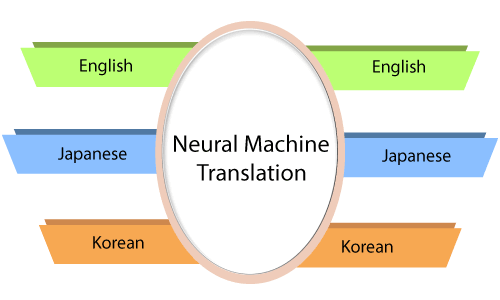 English
English
Neural Machine
Translation
Japanese
Japanese
Korean
Korean